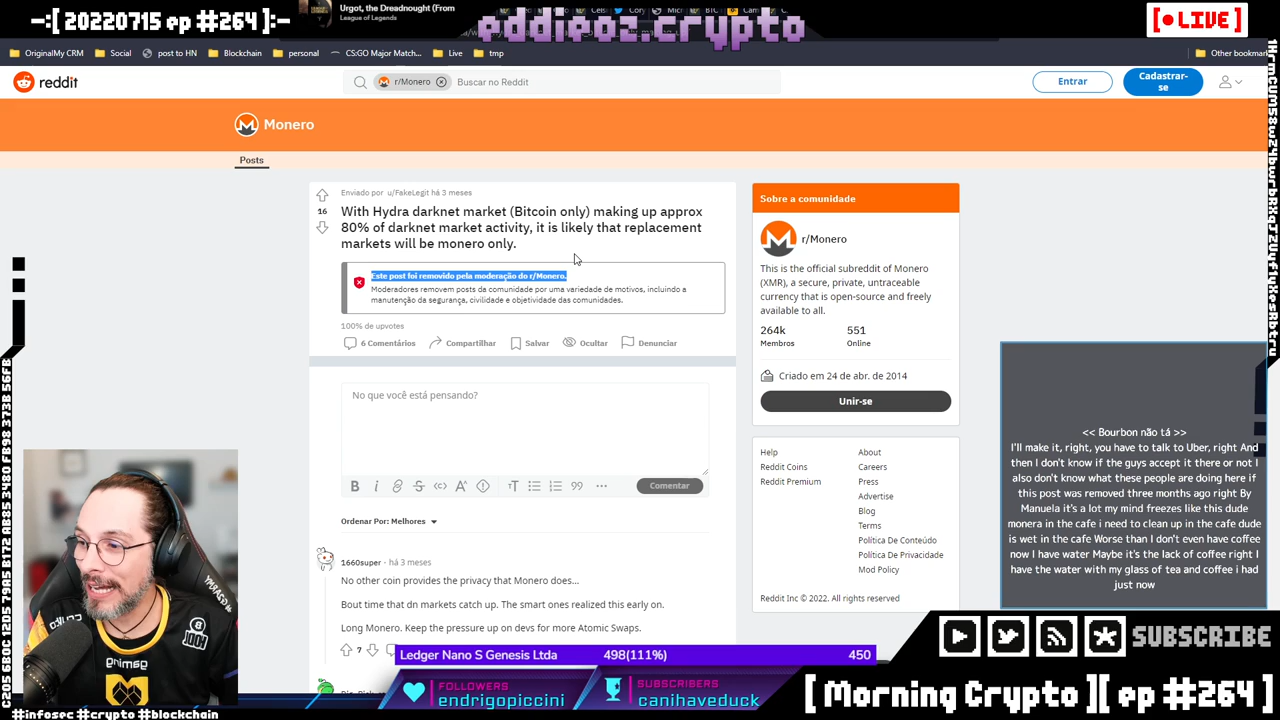 -:[ 20220715 ep #264 ]:-
Urgot, the Dreadnought (From
League of Legends
eddieoz.crypto
[ LIVE ]
OriginalMy CRM
Social
post to HN
Blockchain
personal
CS:GO Major Match...
Live
tmp
Other bookmar
reddit
r/Monero
Buscar no Reddit
Entrar
Cadastrar-
se
Monero
Posts
Enviado por u/FakeLegit há 3 meses
16
With Hydra darknet market (Bitcoin only) making up approx
80% of darknet market activity, it is likely that replacement
markets will be monero only.
Este post foi removido pela moderação do r/Monero.
Moderadores removem posts da comunidade por uma variedade de motivos, incluindo a
manutenção da segurança, civilidade e objetividade das comunidades.
100% de upvotes
6 Comentários
Compartilhar
Salvar
Ocultar
Denunciar
No que você está pensando?
Comentar
Ordenar Por: Melhores
1660super · há 3 meses
No other coin provides the privacy that Monero does...
Bout time that dn markets catch up. The smart ones realized this early on.
Long Monero. Keep the pressure up on devs for more Atomic Swaps.
7
Sobre a comunidade
r/Monero
This is the official subreddit of Monero
(XMR), a secure, private, untraceable
currency that is open-source and freely
available to all.
264k
551
Membros
Online
Criado em 24 de abr. de 2014
Unir-se
Help
About
Reddit Coins
Careers
Reddit Premium
Press
Advertise
Blog
Terms
Política De Conteúdo
Política De Privacidade
Mod Policy
Reddit Inc © 2022. All rights reserved
<< Bourbon não tá >>
I'll make it, right, you have to talk to Uber, right And
then I don't know if the guys accept it there or not I
also don't know what these people are doing here if
this post was removed three months ago right By
Manuela it's a lot my mind freezes like this dude
monera in the cafe i need to clean up in the cafe dude
is wet in the cafe Worse than I don't even have coffee
now I have water Maybe it's the lack of coffee right I
have the water with my glass of tea and coffee i had
just now
Ledger Nano S Genesis Ltda
498(111%)
450
FOLLOWERS
endrigopiccini
SUBSCRIBERS
canihaveduck
SUBSCRIBE
[ Morning Crypto ][ ep #264 ]
#infosec #crypto #blockchain